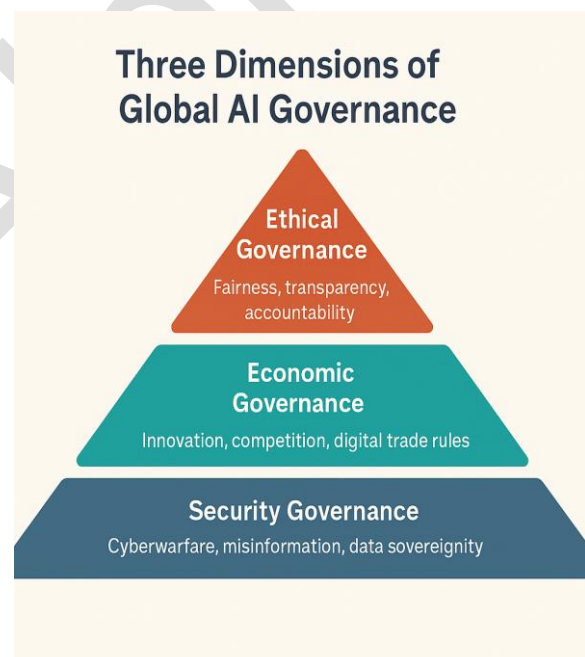 Three Dimensions of
Global AI Governance
Ethical
Governance
Fairness, transparency,
accountability
Economic
Governance
Innovation, competition, digital trade rules
Security Governance
Cyberwarfare, misinformation, data sovereignity